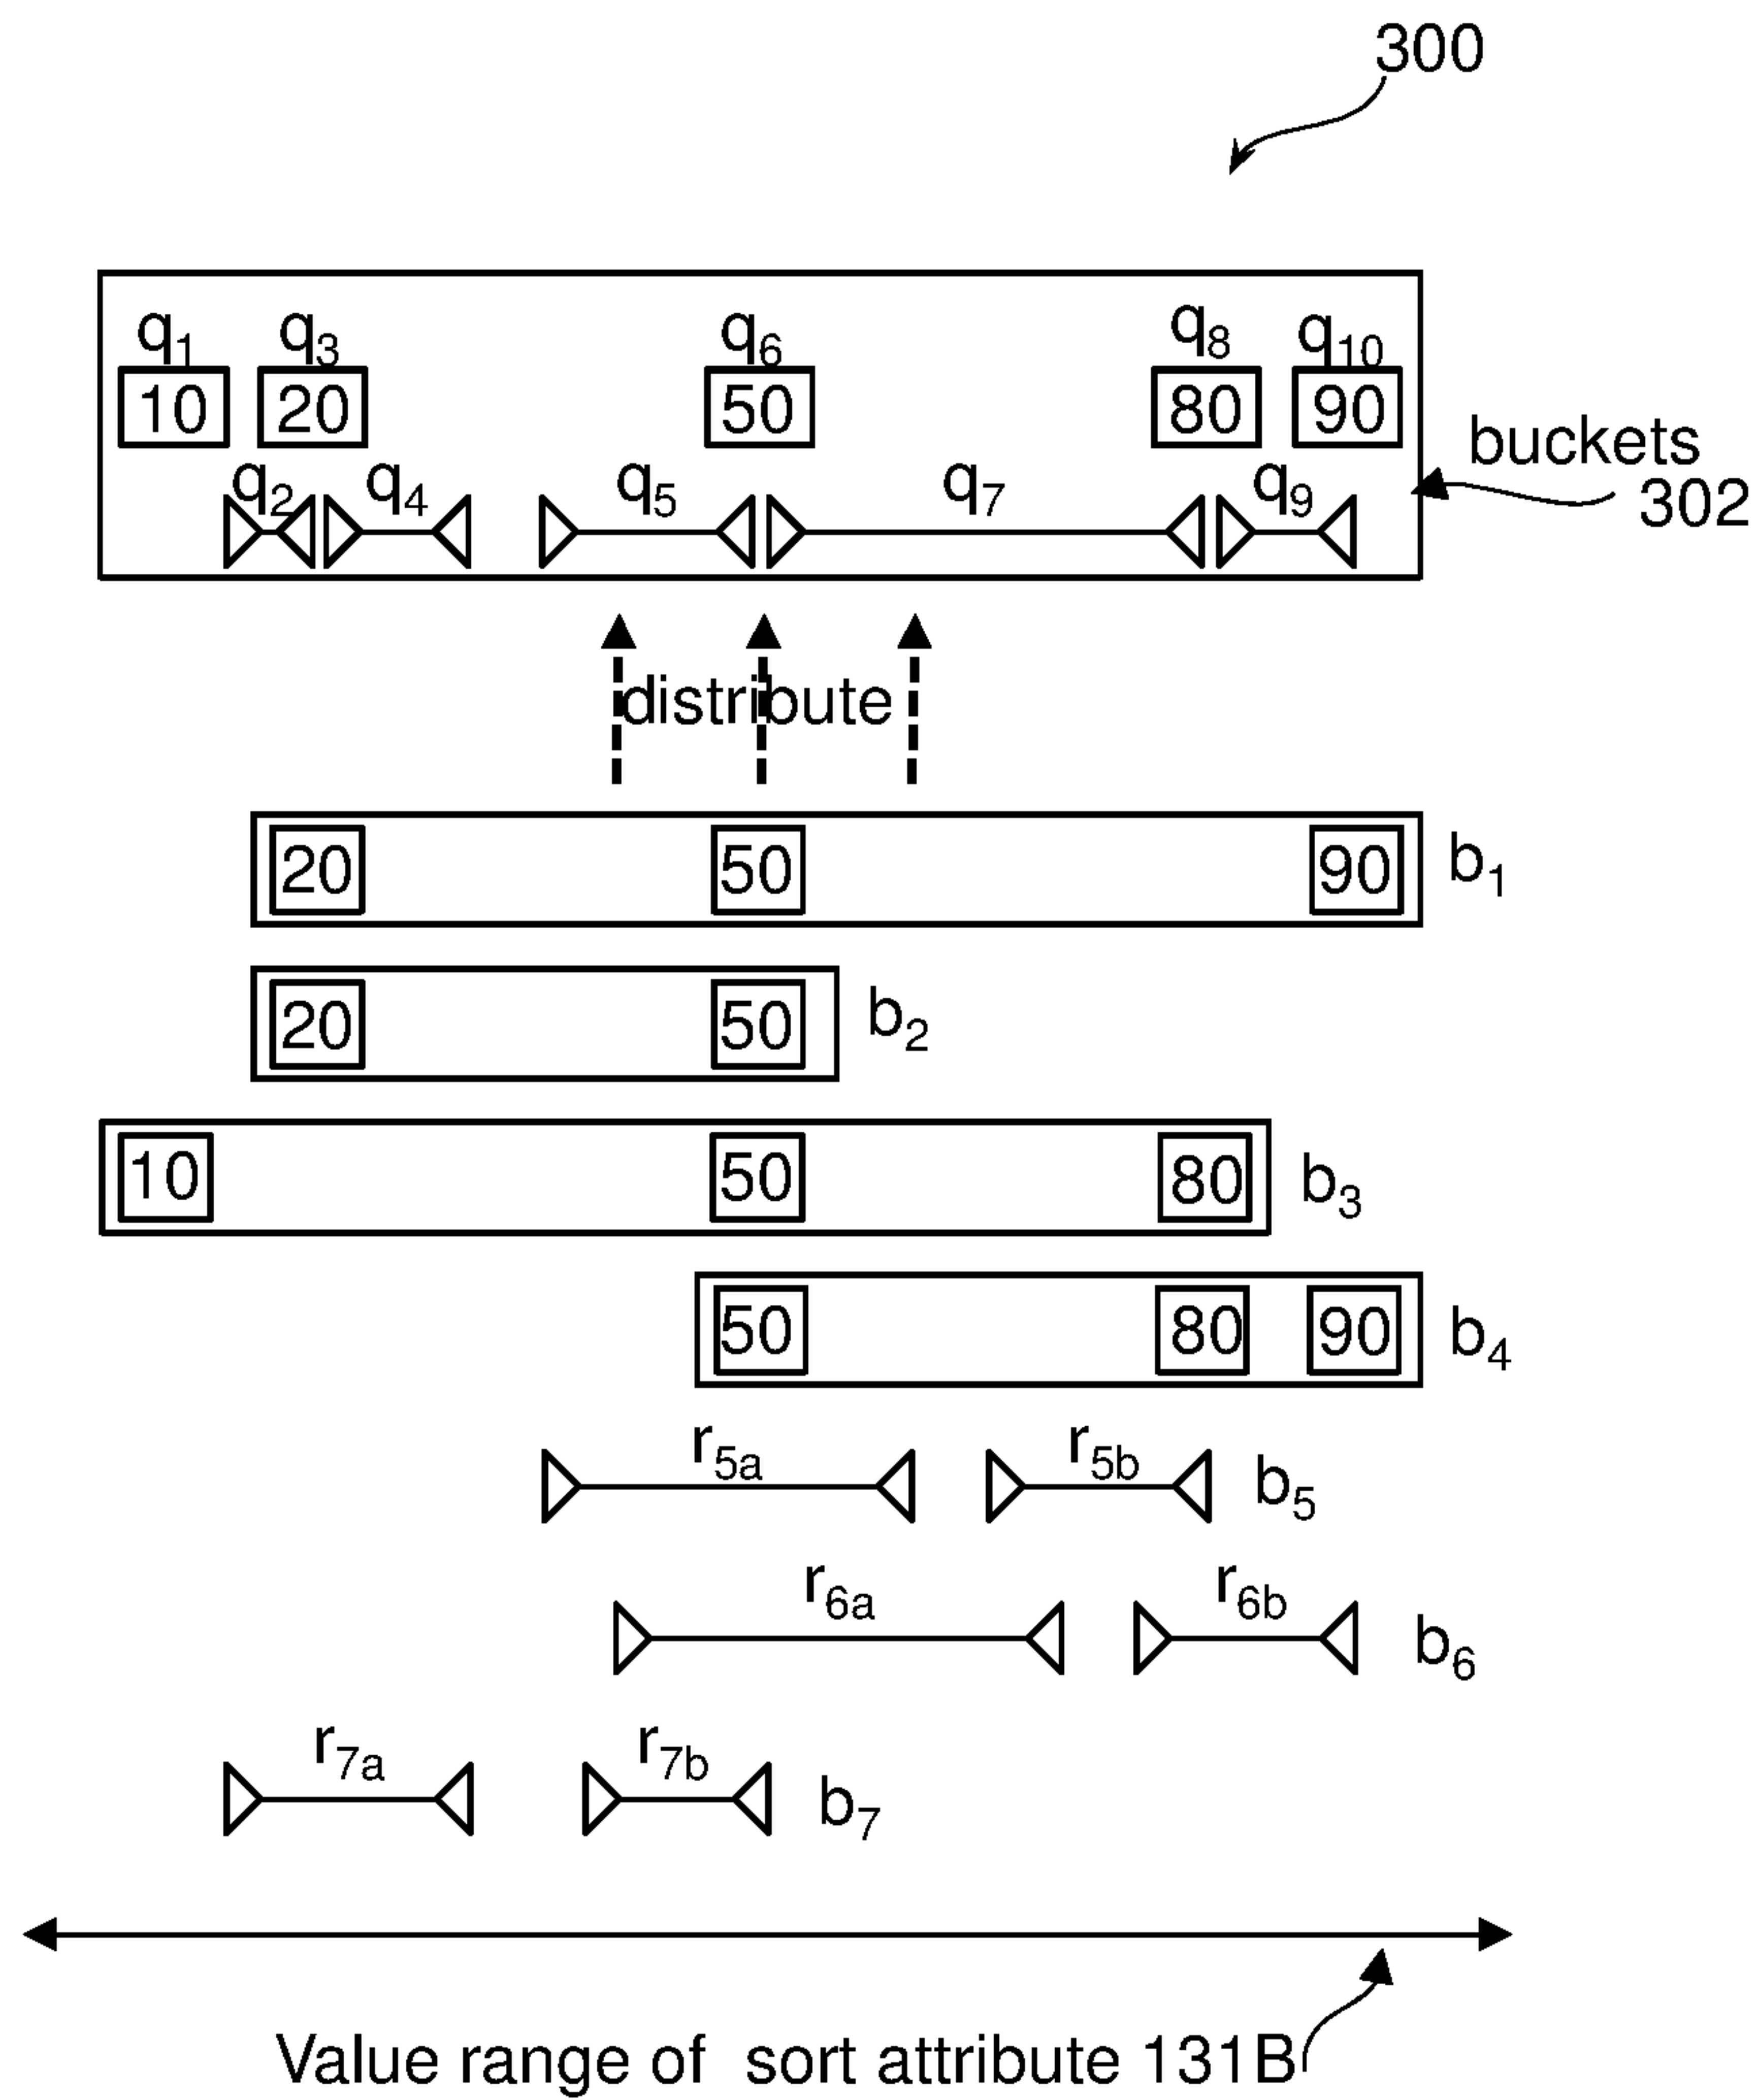 300
q1 q3 q6 q8 q10
10 20 50 80 90
q2 q4 q5 q7 q9
buckets
302
distribute
20 50 90 b1
20 50 b2
10 50 80 b3
50 80 90 b4
r5a r5b b5
r6a r6b b6
r7a r7b b7
Value range of sort attribute 131B